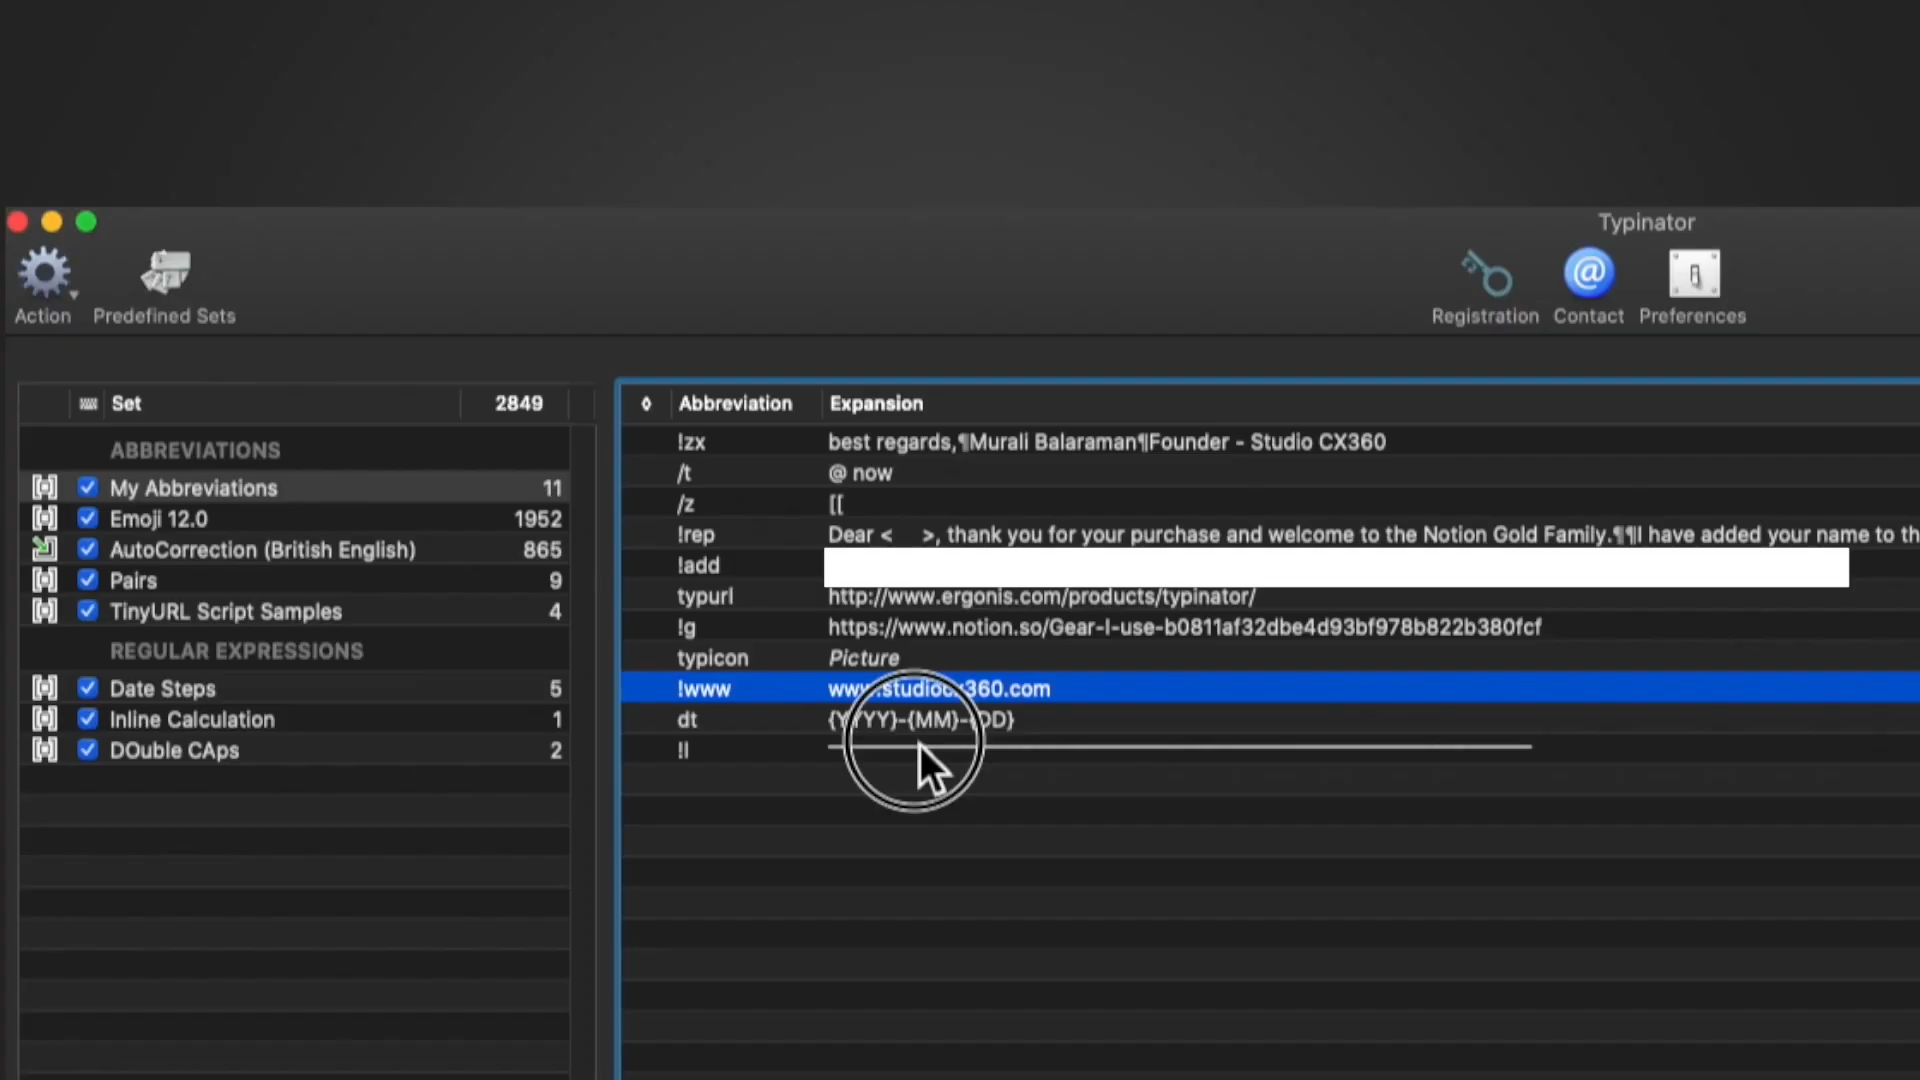 Typinator
Action
Predefined Sets
Registration
Contact
Preferences
Set 2849
ABBREVIATIONS
My Abbreviations 11
Emoji 12.0 1952
AutoCorrection (British English) 865
Pairs 9
TinyURL Script Samples 4
REGULAR EXPRESSIONS
Date Steps 5
Inline Calculation 1
DOuble CAps 2
Abbreviation Expansion
!zx best regards,¶Murali Balaraman¶Founder - Studio CX360
/t @ now
/z [[
!rep Dear < >, thank you for your purchase and welcome to the Notion Gold Family.¶¶I have added your name to th
!add
typurl http://www.ergonis.com/products/typinator/
!g https://www.notion.so/Gear-I-use-b0811af32dbe4d93bf978b822b380fcf
typicon Picture
!www www.studiocx360.com
dt {YYYY}-{MM}-{DD}
!l